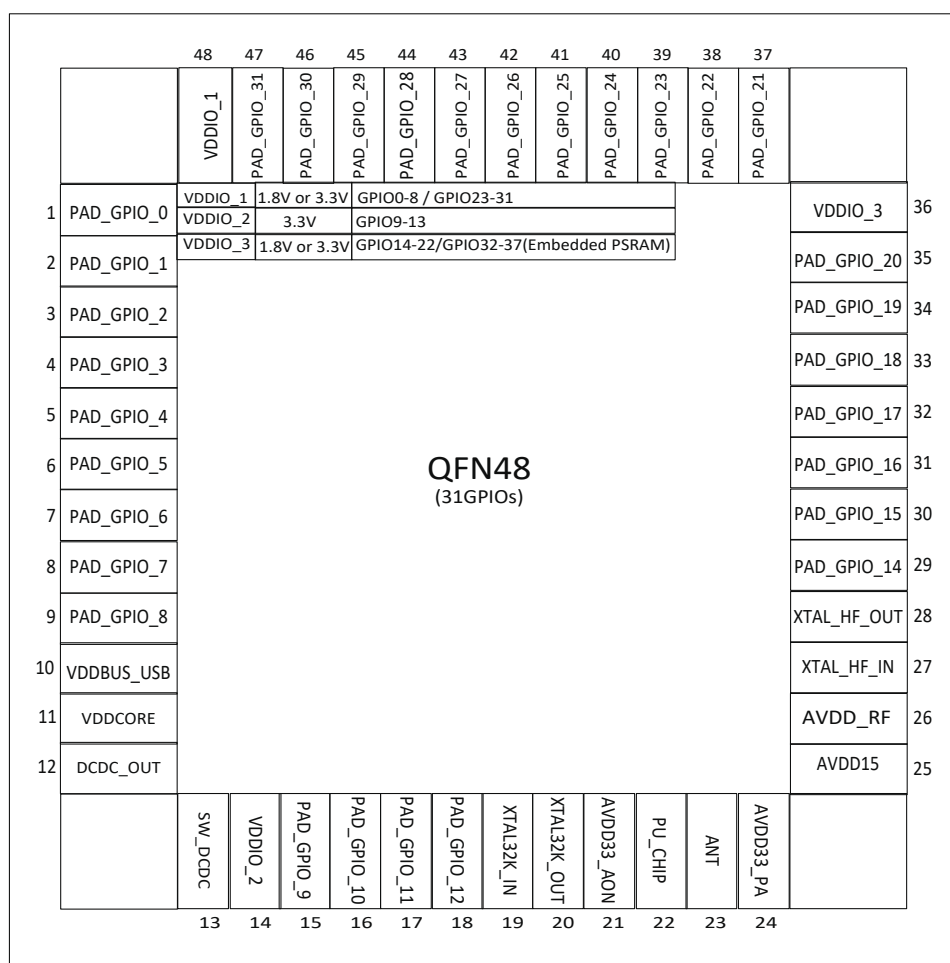 48 47 46 45 44 43 42 41 40 39 38 37
VDDIO_1
PAD_GPIO_31
PAD_GPIO_30
PAD_GPIO_29
PAD_GPIO_28
PAD_GPIO_27
PAD_GPIO_26
PAD_GPIO_25
PAD_GPIO_24
PAD_GPIO_23
PAD_GPIO_22
PAD_GPIO_21
VDDIO_1 1.8V or 3.3V GPIO0-8 / GPIO23-31
VDDIO_2 3.3V GPIO9-13
VDDIO_3 1.8V or 3.3V GPIO14-22/GPIO32-37(Embedded PSRAM)
1 PAD_GPIO_0
2 PAD_GPIO_1
3 PAD_GPIO_2
4 PAD_GPIO_3
5 PAD_GPIO_4
6 PAD_GPIO_5
7 PAD_GPIO_6
8 PAD_GPIO_7
9 PAD_GPIO_8
10 VDDBUS_USB
11 VDDCORE
12 DCDC_OUT
QFN48
(31GPIOs)
VDDIO_3 36
PAD_GPIO_20 35
PAD_GPIO_19 34
PAD_GPIO_18 33
PAD_GPIO_17 32
PAD_GPIO_16 31
PAD_GPIO_15 30
PAD_GPIO_14 29
XTAL_HF_OUT 28
XTAL_HF_IN 27
AVDD_RF 26
AVDD15 25
SW_DCDC
VDDIO_2
PAD_GPIO_9
PAD_GPIO_10
PAD_GPIO_11
PAD_GPIO_12
XTAL32K_IN
XTAL32K_OUT
AVDD33_AON
PU_CHIP
ANT
AVDD33_PA
13 14 15 16 17 18 19 20 21 22 23 24